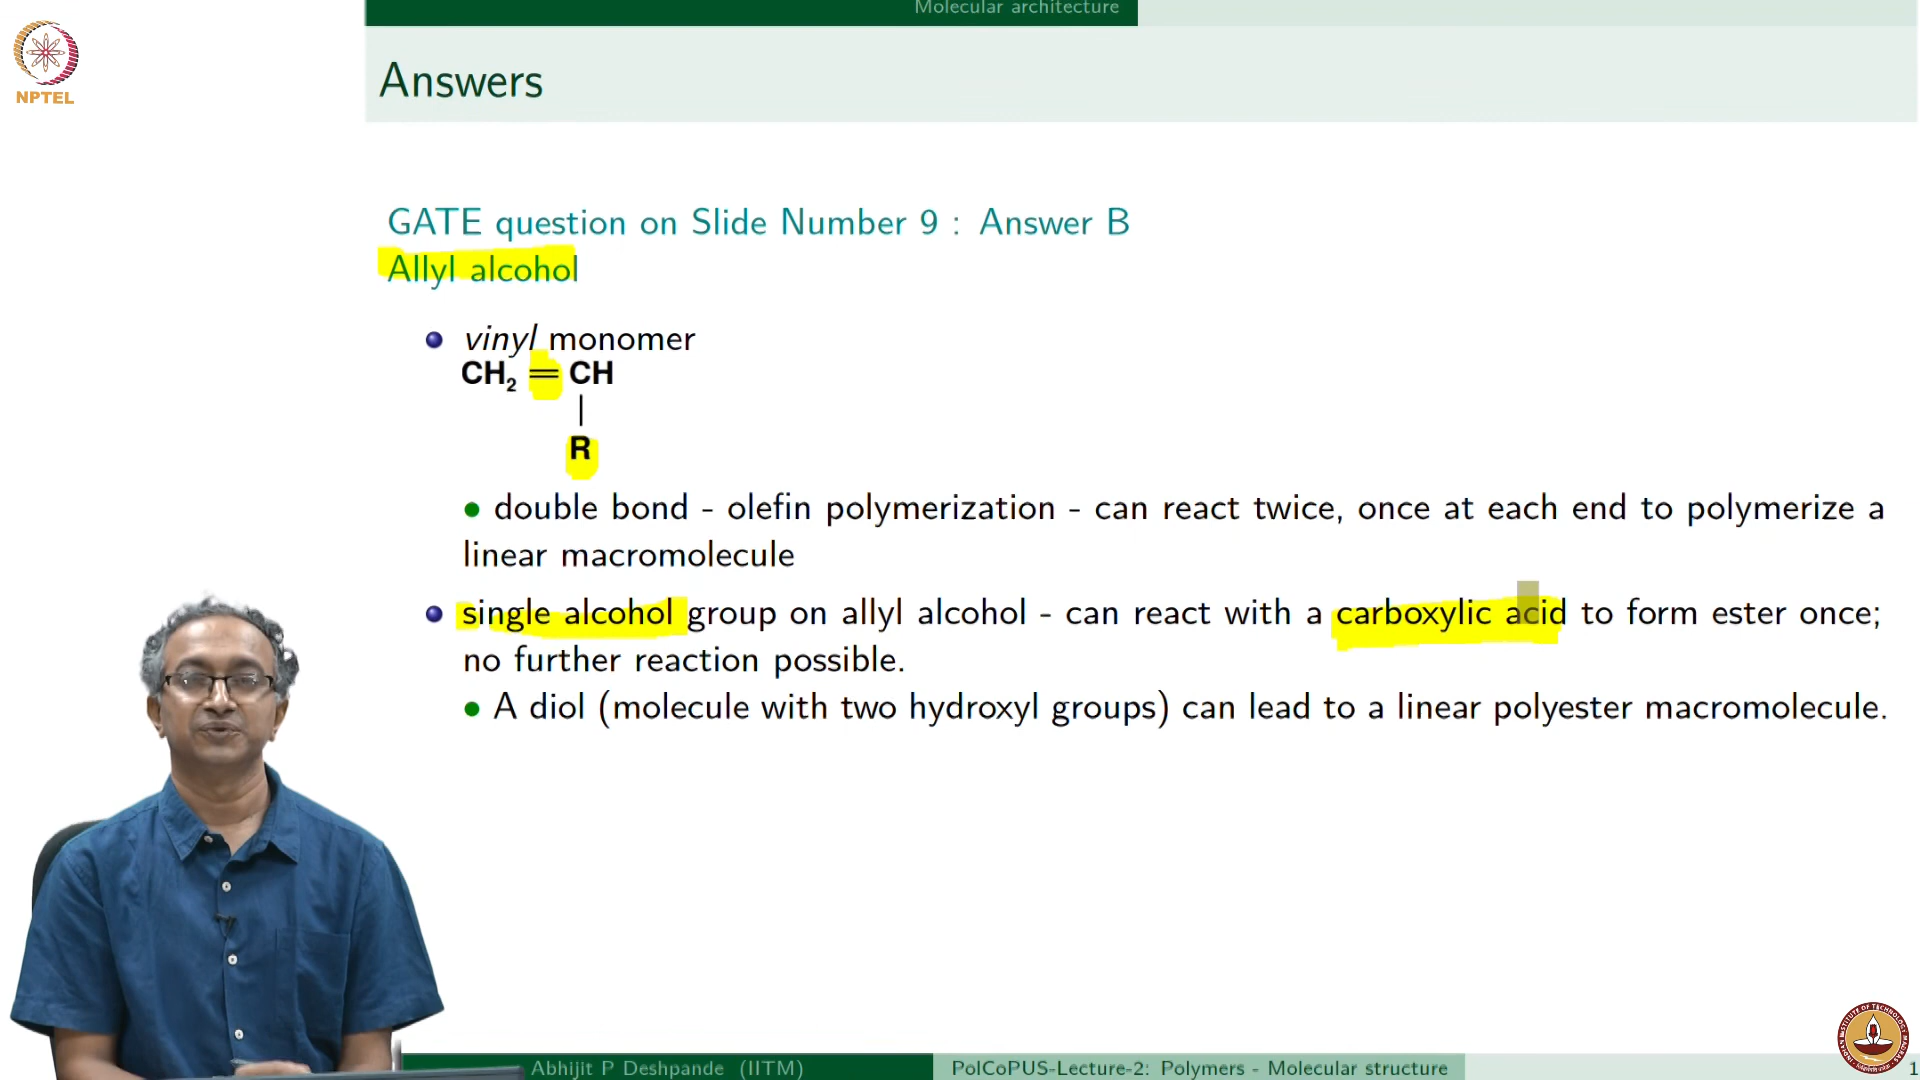 Molecular architecture
NPTEL
Answers
GATE question on Slide Number 9 : Answer B
Allyl alcohol
vinyl monomer
CH2 = CH
|
R
• double bond - olefin polymerization - can react twice, once at each end to polymerize a
linear macromolecule
single alcohol group on allyl alcohol - can react with a carboxylic acid to form ester once;
no further reaction possible.
• A diol (molecule with two hydroxyl groups) can lead to a linear polyester macromolecule.
Abhijit P Deshpande (IITM)
PolCoPUS-Lecture-2: Polymers - Molecular structure
1